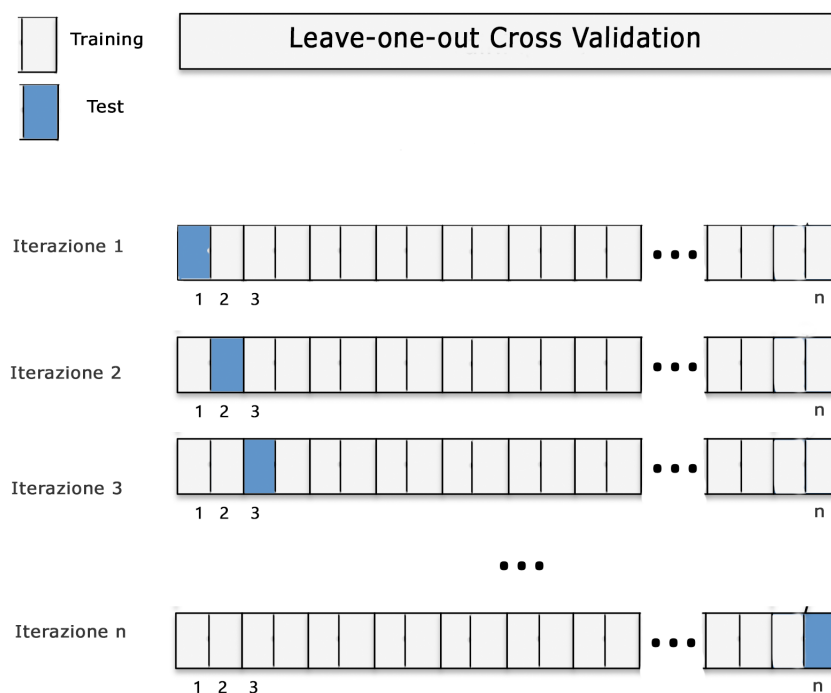 Training
Leave-one-out Cross Validation
Test
Iterazione 1
1 2 3 n
Iterazione 2
1 2 3 n
Iterazione 3
1 2 3 n
Iterazione n
1 2 3 n